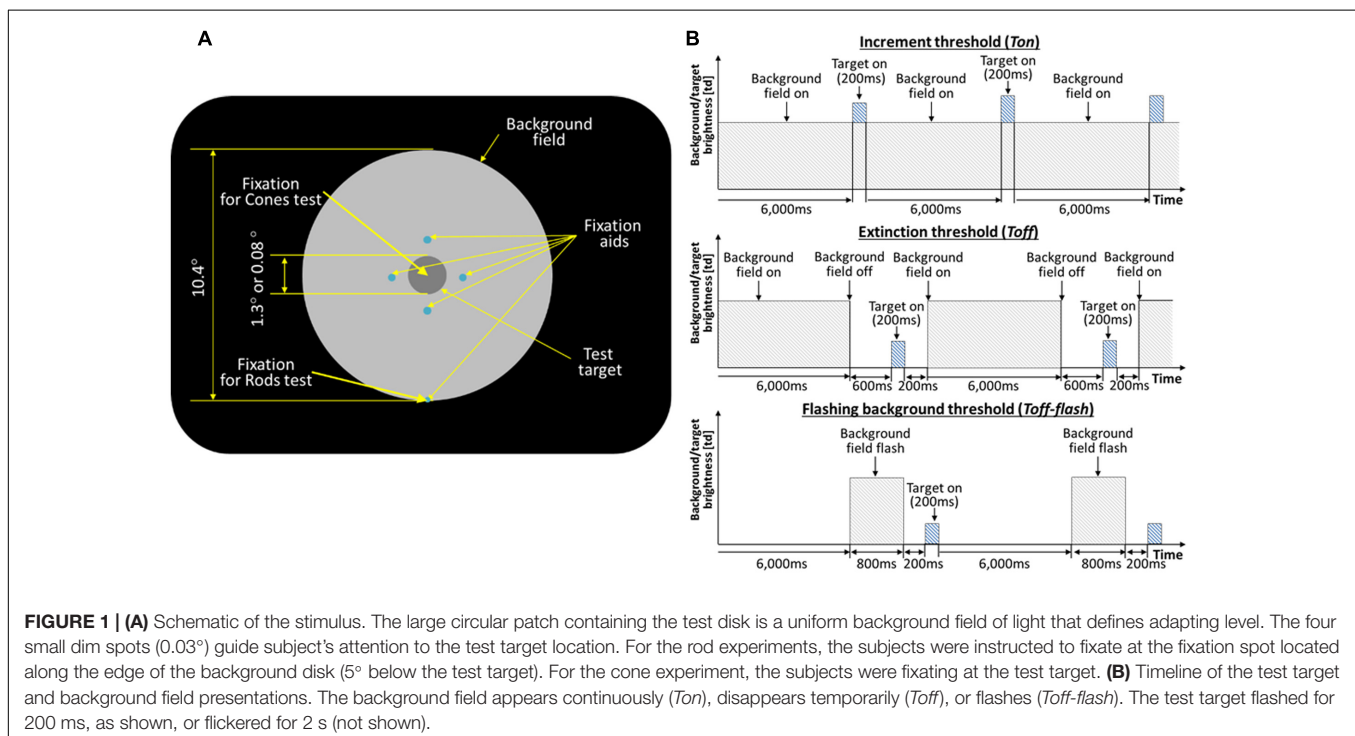 A
Background
field
Fixation
for Cones test
Fixation
aids
10.4°
1.3° or 0.08 °
Fixation
for Rods test
Test
target
B
Increment threshold (Ton)
Background/target
brightness [td]
Background
field on
Target on
(200ms)
Background
field on
Target on
(200ms)
Background
field on
Time
6,000ms
6,000ms
6,000ms
Extinction threshold (Toff)
Background/target
brightness [td]
Background
field on
Background
field off
Background
field on
Background
field off
Background
field on
Target on
(200ms)
Target on
(200ms)
Time
6,000ms
600ms
200ms
6,000ms
600ms
200ms
Flashing background threshold (Toff-flash)
Background/target
brightness [td]
Background
field flash
Background
field flash
Target on
(200ms)
Time
6,000ms
800ms
200ms
6,000ms
800ms
200ms
FIGURE 1 | (A) Schematic of the stimulus. The large circular patch containing the test disk is a uniform background field of light that defines adapting level. The four
small dim spots (0.03°) guide subject's attention to the test target location. For the rod experiments, the subjects were instructed to fixate at the fixation spot located
along the edge of the background disk (5° below the test target). For the cone experiment, the subjects were fixating at the test target. (B) Timeline of the test target
and background field presentations. The background field appears continuously (Ton), disappears temporarily (Toff), or flashes (Toff-flash). The test target flashed for
200 ms, as shown, or flickered for 2 s (not shown).